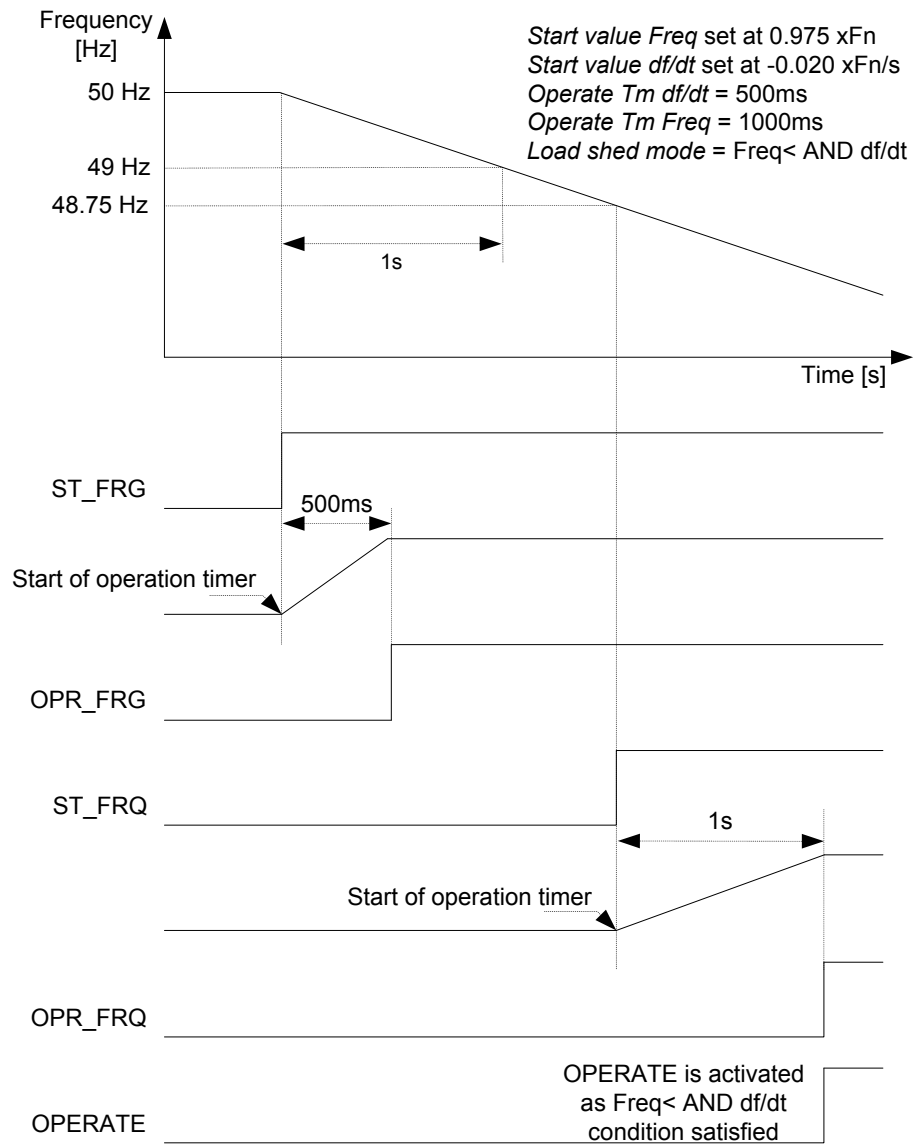 Frequency
[Hz]
Start value Freq set at 0.975 xFn
Start value df/dt set at -0.020 xFn/s
Operate Tm df/dt = 500ms
Operate Tm Freq = 1000ms
Load shed mode = Freq< AND df/dt
50 Hz
49 Hz
48.75 Hz
1s
Time [s]
ST_FRG
500ms
Start of operation timer
OPR_FRG
ST_FRQ
1s
Start of operation timer
OPR_FRQ
OPERATE is activated
as Freq< AND df/dt
condition satisfied
OPERATE